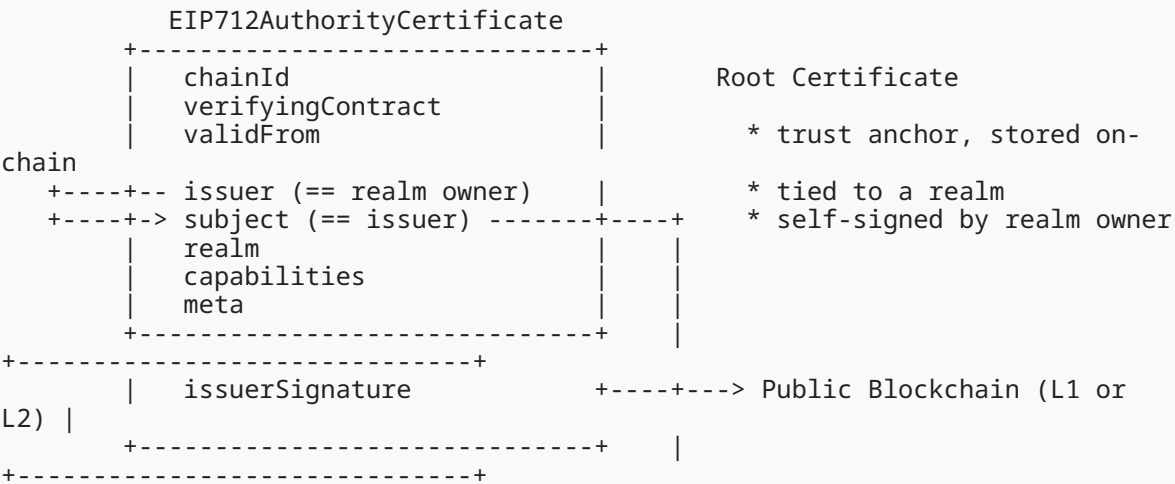 EIP712AuthorityCertificate
        +------------------------------+
        |   chainId                    |       Root Certificate
        |   verifyingContract          |
        |   validFrom                  |         * trust anchor, stored on-
chain
   +----+-- issuer (== realm owner)    |         * tied to a realm
   +----+-> subject (== issuer) -------+----+    * self-signed by realm owner
        |   realm                      |    |
        |   capabilities               |    |
        |   meta                       |    |
        +------------------------------+    |
+------------------------------+
        |   issuerSignature            +----+---> Public Blockchain (L1 or
L2) |
        +------------------------------+    |
+------------------------------+